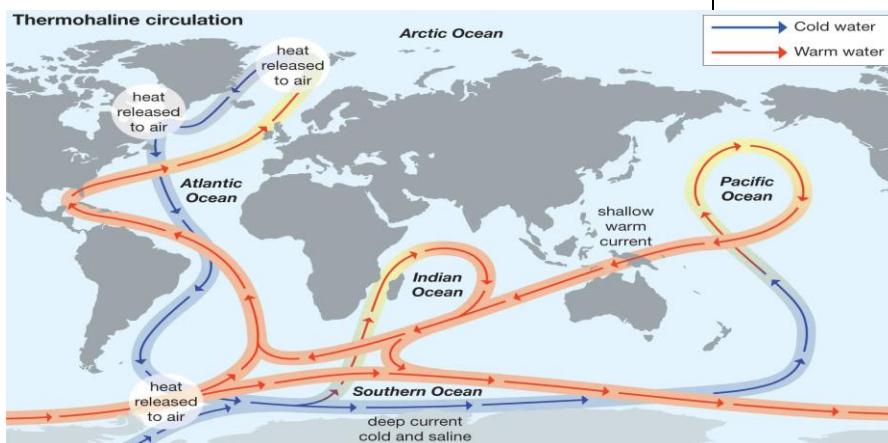 Thermohaline circulation
Arctic Ocean
Cold water
Warm water
heat
released
to air
heat
released
to air
Atlantic
Ocean
Pacific
Ocean
shallow
warm
current
Indian
Ocean
heat
released
to air
Southern Ocean
deep current
cold and saline